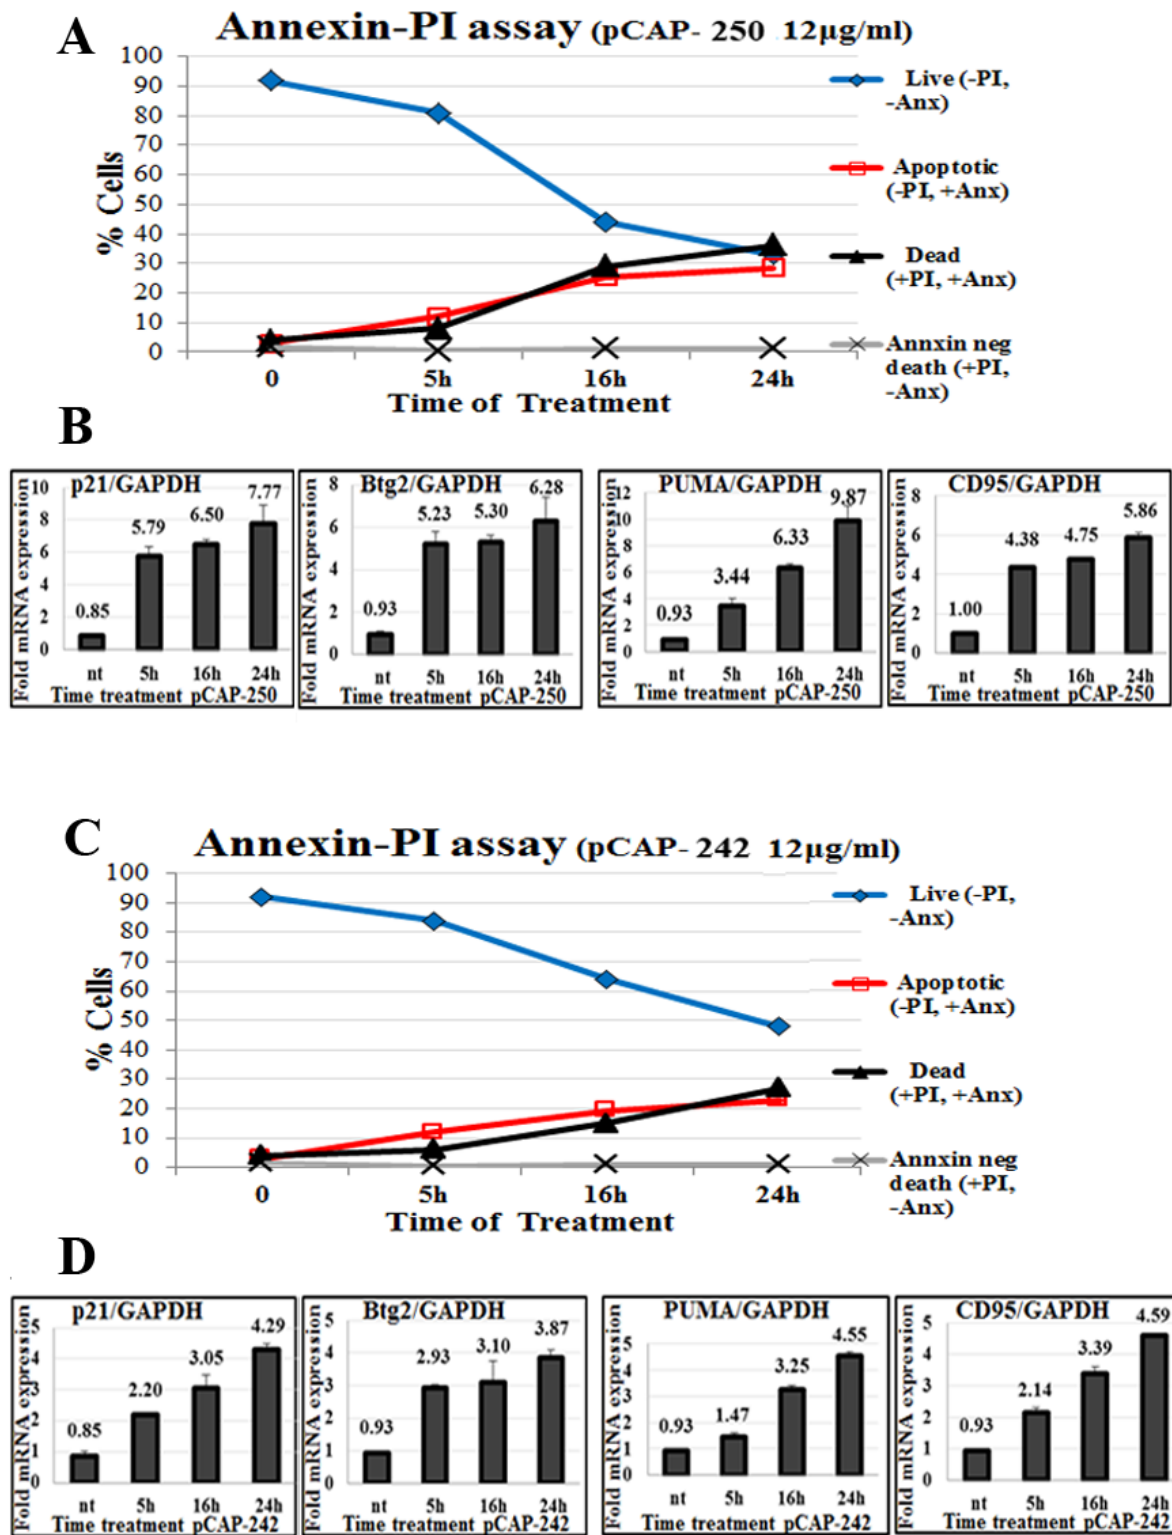 A
Annexin-PI assay (pCAP- 250 12μg/ml)
100
90
80
70
60
50
40
30
20
10
0
% Cells
0 5h 16h 24h
Time of Treatment
Live (-PI,
-Anx)
Apoptotic
(-PI, +Anx)
Dead
(+PI, +Anx)
Annxin neg
death (+PI,
-Anx)
B
p21/GAPDH
Fold mRNA expression
10
8
6
4
2
0
0.85
5.79
6.50
7.77
nt 5h 16h 24h
Time treatment pCAP-250
Btg2/GAPDH
Fold mRNA expression
8
6
4
2
0
0.93
5.23
5.30
6.28
nt 5h 16h 24h
Time treatment pCAP-250
PUMA/GAPDH
Fold mRNA expression
12
10
8
6
4
2
0
0.93
3.44
6.33
9.87
nt 5h 16h 24h
Time treatment pCAP-250
CD95/GAPDH
Fold mRNA expression
8
6
4
2
0
1.00
4.38
4.75
5.86
nt 5h 16h 24h
Time treatment pCAP-250
C
Annexin-PI assay (pCAP- 242 12μg/ml)
100
90
80
70
60
50
40
30
20
10
0
% Cells
0 5h 16h 24h
Time of Treatment
Live (-PI,
-Anx)
Apoptotic
(-PI, +Anx)
Dead
(+PI, +Anx)
Annxin neg
death (+PI,
-Anx)
D
p21/GAPDH
Fold mRNA expression
5
4
3
2
1
0
0.85
2.20
3.05
4.29
nt 5h 16h 24h
Time treatment pCAP-242
Btg2/GAPDH
Fold mRNA expression
5
4
3
2
1
0
0.93
2.93
3.10
3.87
nt 5h 16h 24h
Time treatment pCAP-242
PUMA/GAPDH
Fold mRNA expression
5
4
3
2
1
0
0.93
1.47
3.25
4.55
nt 5h 16h 24h
Time treatment pCAP-242
CD95/GAPDH
Fold mRNA expression
5
4
3
2
1
0
0.93
2.14
3.39
4.59
nt 5h 16h 24h
Time treatment pCAP-242